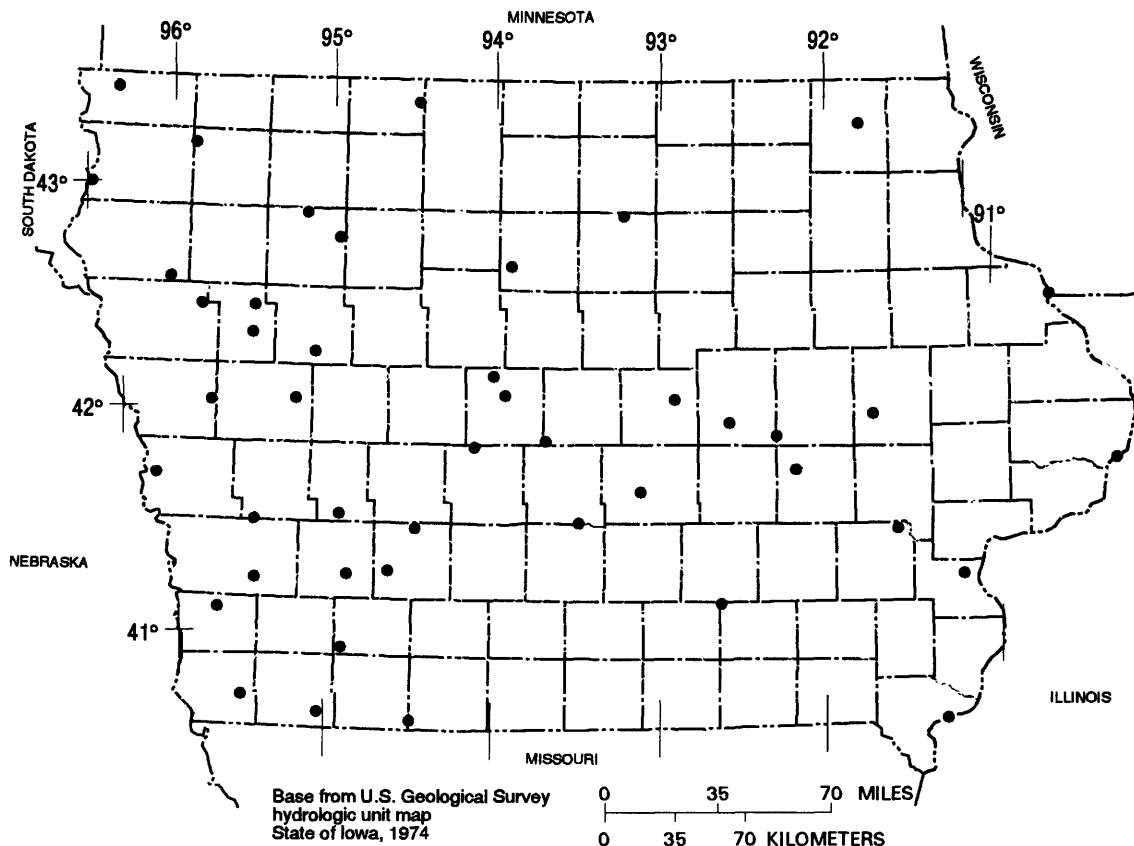 MINNESOTA
96° 95° 94° 93° 92°
WISCONSIN
SOUTH DAKOTA
43°
91°
42°
NEBRASKA
41°
ILLINOIS
MISSOURI
Base from U.S. Geological Survey
hydrologic unit map
State of Iowa, 1974
0 35 70 MILES
0 35 70 KILOMETERS